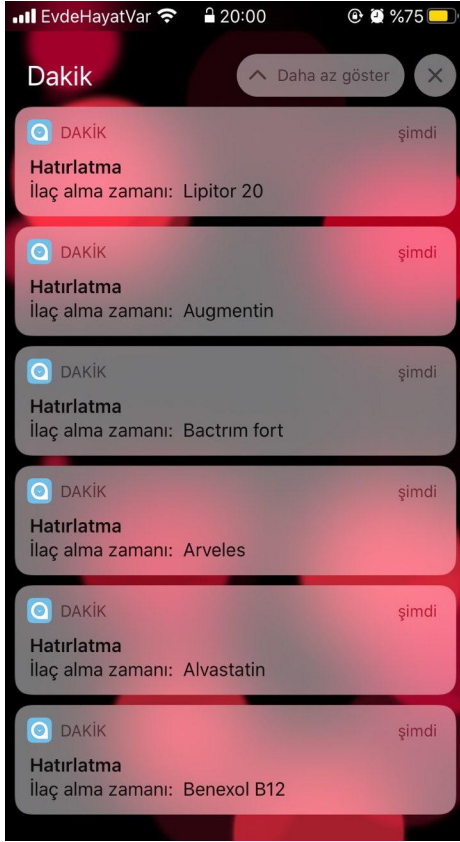 EvdeHayatVar 20:00 %75
Dakik
Daha az göster
DAKİK şimdi
Hatırlatma
İlaç alma zamanı: Lipitor 20
DAKİK şimdi
Hatırlatma
İlaç alma zamanı: Augmentin
DAKİK şimdi
Hatırlatma
İlaç alma zamanı: Bactrım fort
DAKİK şimdi
Hatırlatma
İlaç alma zamanı: Arveles
DAKİK şimdi
Hatırlatma
İlaç alma zamanı: Alvastatin
DAKİK şimdi
Hatırlatma
İlaç alma zamanı: Benexol B12